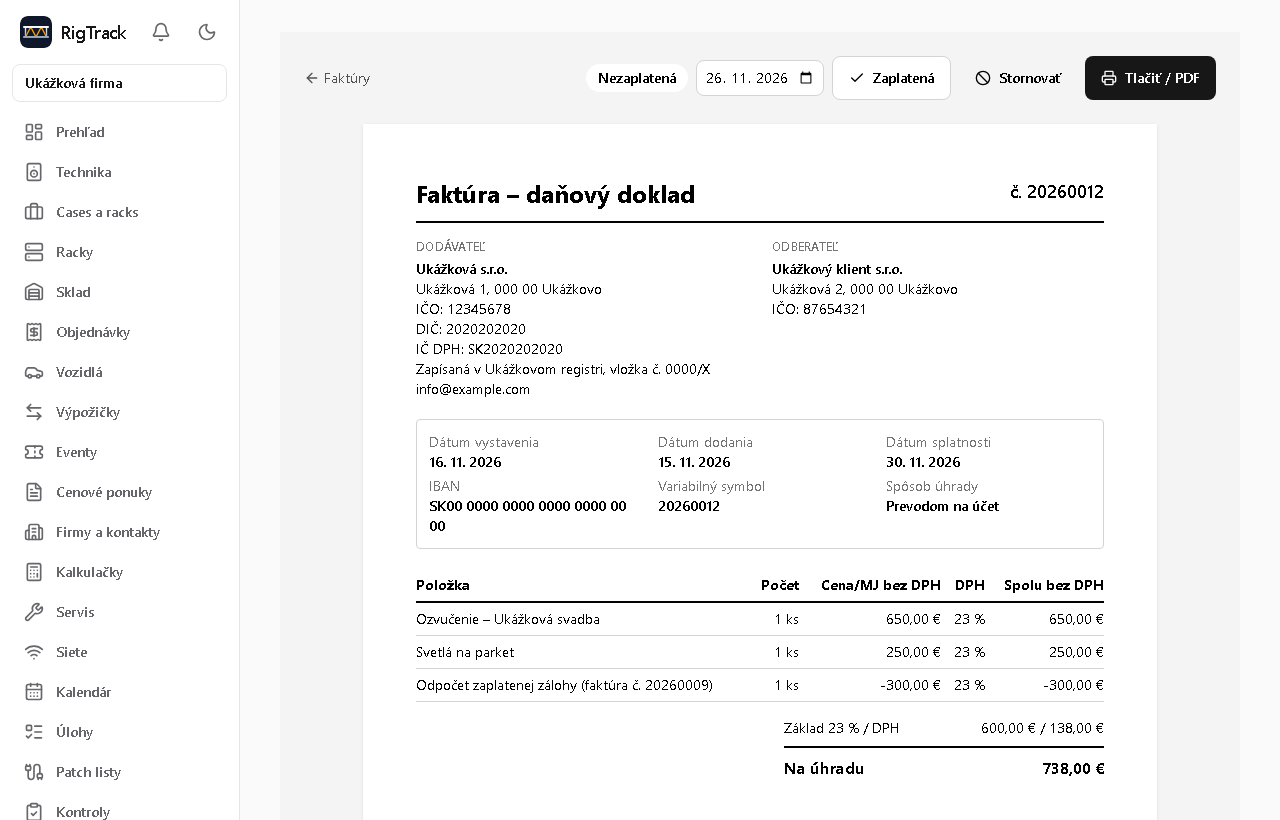 RigTrack
Ukážková firma
Prehľad
Technika
Cases a racks
Racky
Sklad
Objednávky
Vozidlá
Výpožičky
Eventy
Cenové ponuky
Firmy a kontakty
Kalkulačky
Servis
Siete
Kalendár
Úlohy
Patch listy
Kontroly
Faktúry
Nezaplatená
26. 11. 2026
Zaplatená
Stornovať
Tlačiť / PDF
Faktúra – daňový doklad
č. 20260012
DODÁVATEĽ
Ukážková s.r.o.
Ukážková 1, 000 00 Ukážkovo
IČO: 12345678
DIČ: 2020202020
IČ DPH: SK2020202020
Zapísaná v Ukážkovom registri, vložka č. 0000/X
info@example.com
ODBERATEĽ
Ukážkový klient s.r.o.
Ukážková 2, 000 00 Ukážkovo
IČO: 87654321
Dátum vystavenia
16. 11. 2026
Dátum dodania
15. 11. 2026
Dátum splatnosti
30. 11. 2026
IBAN
SK00 0000 0000 0000 0000 00
00
Variabilný symbol
20260012
Spôsob úhrady
Prevodom na účet
Položka Počet Cena/MJ bez DPH DPH Spolu bez DPH
Ozvučenie – Ukážková svadba 1 ks 650,00 € 23 % 650,00 €
Svetlá na parket 1 ks 250,00 € 23 % 250,00 €
Odpočet zaplatenej zálohy (faktúra č. 20260009) 1 ks -300,00 € 23 % -300,00 €
Základ 23 % / DPH 600,00 € / 138,00 €
Na úhradu 738,00 €